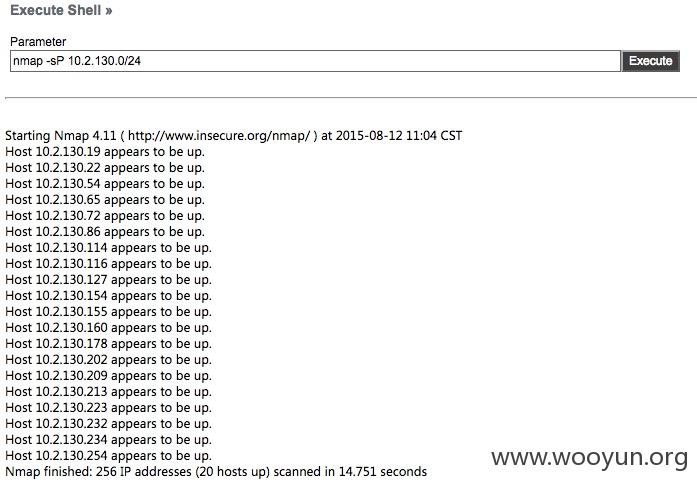 Execute Shell »
Parameter
nmap -sP 10.2.130.0/24 Execute
Starting Nmap 4.11 ( http://www.insecure.org/nmap/ ) at 2015-08-12 11:04 CST
Host 10.2.130.19 appears to be up.
Host 10.2.130.22 appears to be up.
Host 10.2.130.54 appears to be up.
Host 10.2.130.65 appears to be up.
Host 10.2.130.72 appears to be up.
Host 10.2.130.86 appears to be up.
Host 10.2.130.114 appears to be up.
Host 10.2.130.116 appears to be up.
Host 10.2.130.127 appears to be up.
Host 10.2.130.154 appears to be up.
Host 10.2.130.155 appears to be up.
Host 10.2.130.160 appears to be up.
Host 10.2.130.178 appears to be up.
Host 10.2.130.202 appears to be up.
Host 10.2.130.209 appears to be up.
Host 10.2.130.213 appears to be up.
Host 10.2.130.223 appears to be up.
Host 10.2.130.232 appears to be up.
Host 10.2.130.234 appears to be up.
Host 10.2.130.254 appears to be up.
Nmap finished: 256 IP addresses (20 hosts up) scanned in 14.751 seconds
www.wooyun.org